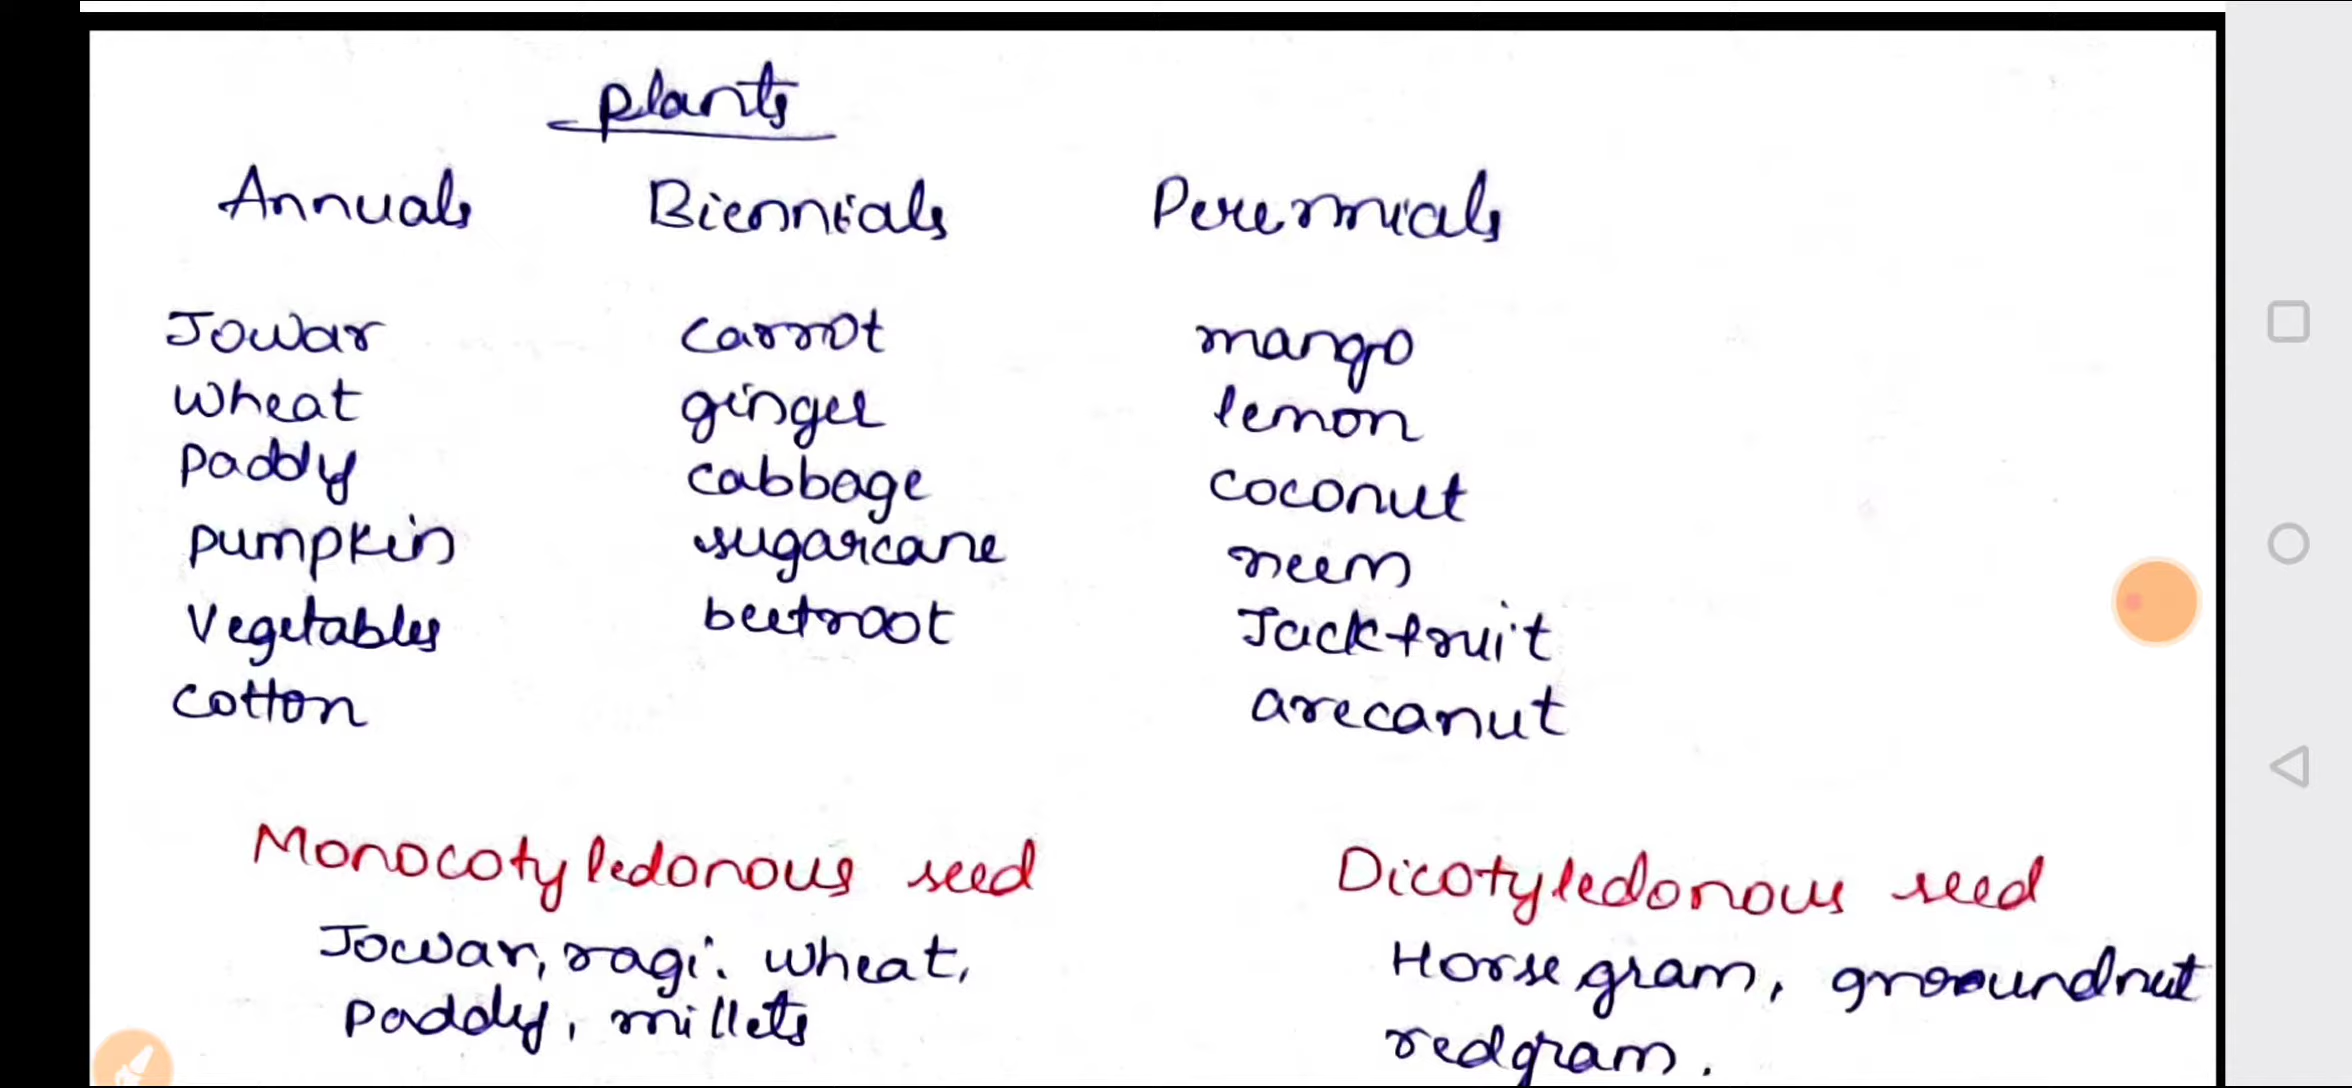 plants
Annuals Biennials Perennials
Jowar carrot mango
wheat ginger lemon
paddy cabbage coconut
pumpkin sugarcane neem
Vegetables beetroot Jackfruit
cotton arecanut
Monocotyledonous seed Dicotyledonous seed
Jowar, ragi. wheat, Horse gram, grooundnut
paddy, millets redgram.